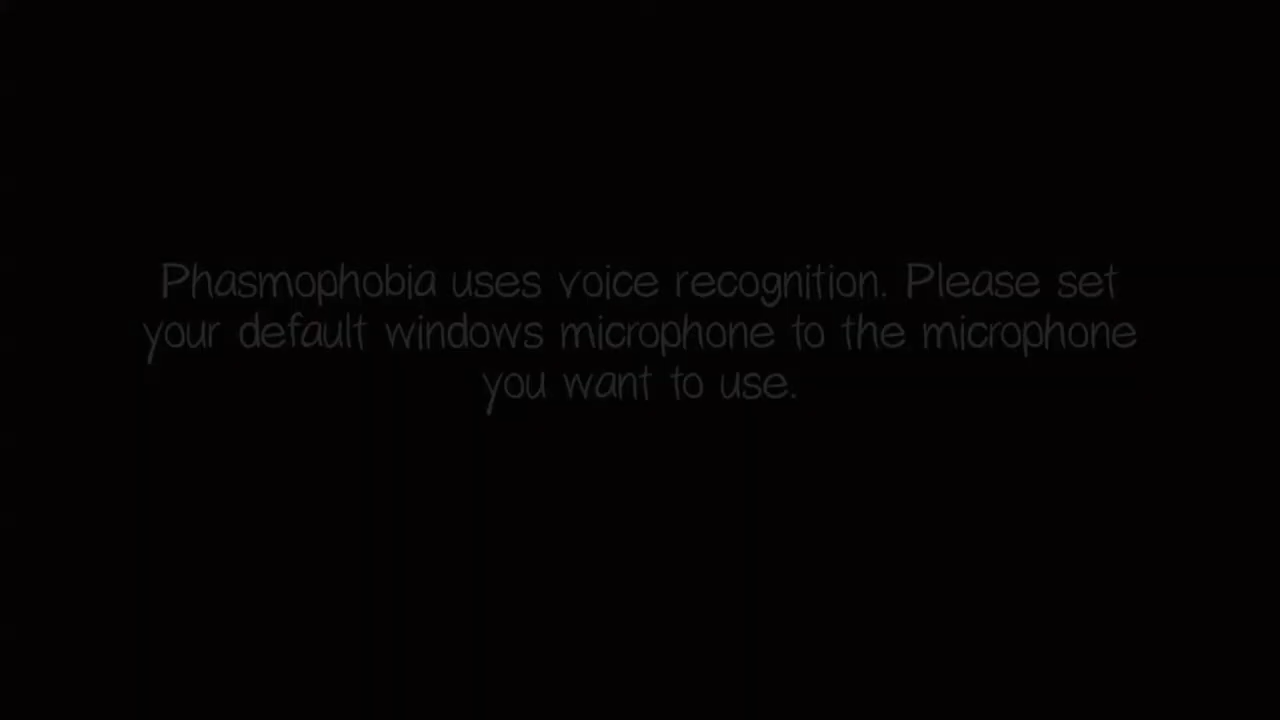 Phasmophobia uses voice recognition. Please set
your default windows microphone to the microphone
you want to use.